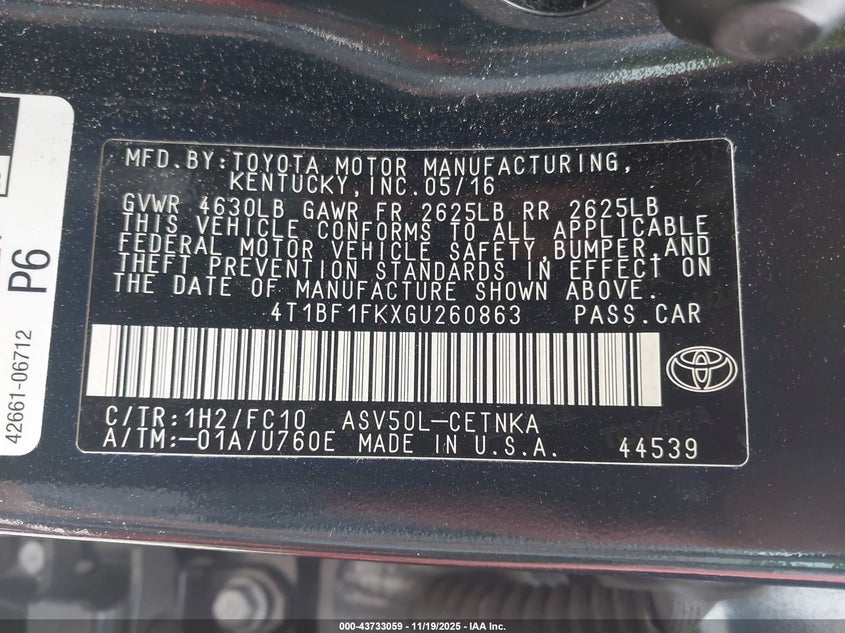 MFD.BY:TOYOTA MOTOR MANUFACTURING,
KENTUCKY,INC.05/16
GVWR 4630LB GAWR FR 2625LB RR 2625LB
THIS VEHICLE CONFORMS TO ALL APPLICABLE
FEDERAL MOTOR VEHICLE SAFETY,BUMPER,AND
THEFT PREVENTION STANDARDS IN EFFECT ON
THE DATE OF MANUFACTURE SHOWN ABOVE.
4T1BF1FKXGU260863 PASS.CAR
C/TR:1H2/FC10 ASV50L-CETNKA
A/TM:-01A/U760E MADE IN U.S.A. 44539
P6
42661-06712
000-43733059 - 11/19/2025 - IAA Inc.